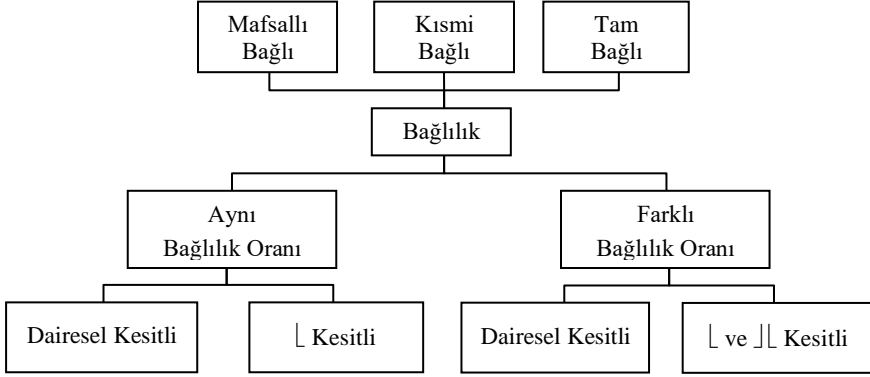 Mafsallı
Bağlı
Kısmi
Bağlı
Tam
Bağlı
Bağlılık
Aynı
Bağlılık Oranı
Farklı
Bağlılık Oranı
Dairesel Kesitli
⎣ Kesitli
Dairesel Kesitli
⎣ ve ⎦⎣ Kesitli